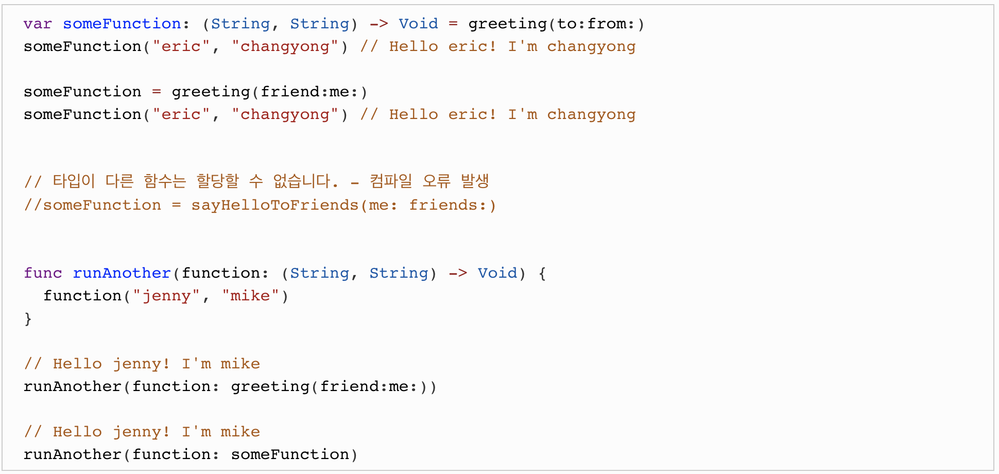 var someFunction: (String, String) -> Void = greeting(to:from:)
someFunction("eric", "changyong") // Hello eric! I'm changyong
someFunction = greeting(friend:me:)
someFunction("eric", "changyong") // Hello eric! I'm changyong
// 타입이 다른 함수는 할당할 수 없습니다. - 컴파일 오류 발생
//someFunction = sayHelloToFriends(me: friends:)
func runAnother(function: (String, String) -> Void) {
  function("jenny", "mike")
}
// Hello jenny! I'm mike
runAnother(function: greeting(friend:me:))
// Hello jenny! I'm mike
runAnother(function: someFunction)